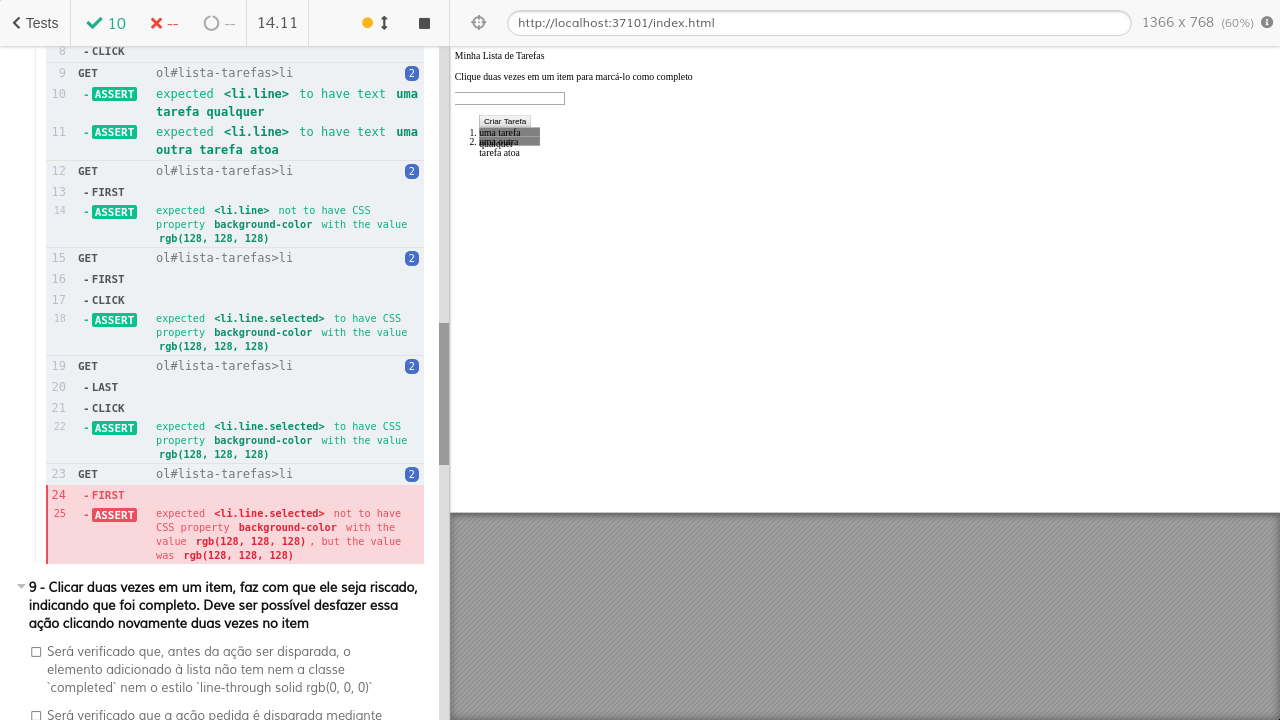 Tests
10
--
--
14.11
http://localhost:37101/index.html
1366 x 768 (60%)
8 - CLICK
9 GET ol#lista-tarefas>li 2
10 - ASSERT expected <li.line> to have text uma
tarefa qualquer
11 - ASSERT expected <li.line> to have text uma
outra tarefa atoa
12 GET ol#lista-tarefas>li 2
13 - FIRST
14 - ASSERT expected <li.line> not to have CSS
property background-color with the value
rgb(128, 128, 128)
15 GET ol#lista-tarefas>li 2
16 - FIRST
17 - CLICK
18 - ASSERT expected <li.line.selected> to have CSS
property background-color with the value
rgb(128, 128, 128)
19 GET ol#lista-tarefas>li 2
20 - LAST
21 - CLICK
22 - ASSERT expected <li.line.selected> to have CSS
property background-color with the value
rgb(128, 128, 128)
23 GET ol#lista-tarefas>li 2
24 - FIRST
25 - ASSERT expected <li.line.selected> not to have
CSS property background-color with the
value rgb(128, 128, 128), but the value
was rgb(128, 128, 128)
9 - Clicar duas vezes em um item, faz com que ele seja riscado,
indicando que foi completo. Deve ser possível desfazer essa
ação clicando novamente duas vezes no item
Será verificado que, antes da ação ser disparada, o
elemento adicionado à lista não tem nem a classe
`completed` nem o estilo `line-through solid rgb(0, 0, 0)`
Será verificado que a ação pedida é disparada mediante
Minha Lista de Tarefas
Clique duas vezes em um item para marcá-lo como completo
Criar Tarefa
1. uma tarefa
qualquer
2. uma outra
tarefa atoa